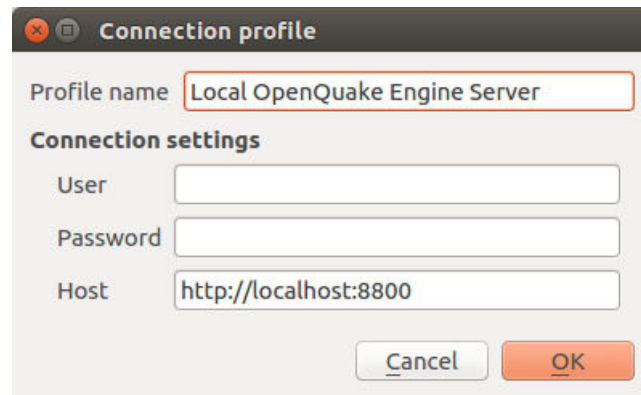 Connection profile
Profile name Local OpenQuake Engine Server
Connection settings
User
Password
Host http://localhost:8800
Cancel OK